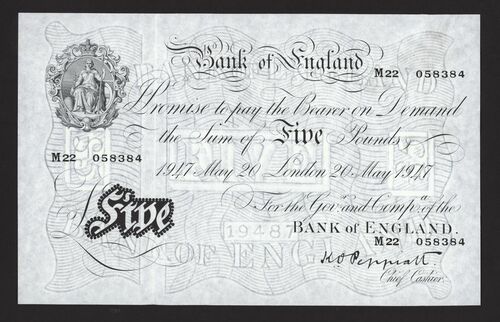 Bank of England
M22 058384
I Promise to pay the Bearer on Demand
the Sum of Five Pounds
M22 058384
1947 May 20 London 20 May 1947
For the Govr. and Compa. of the
BANK OF ENGLAND.
M22 058384
£Five
K O Peppiatt
Chief Cashier.